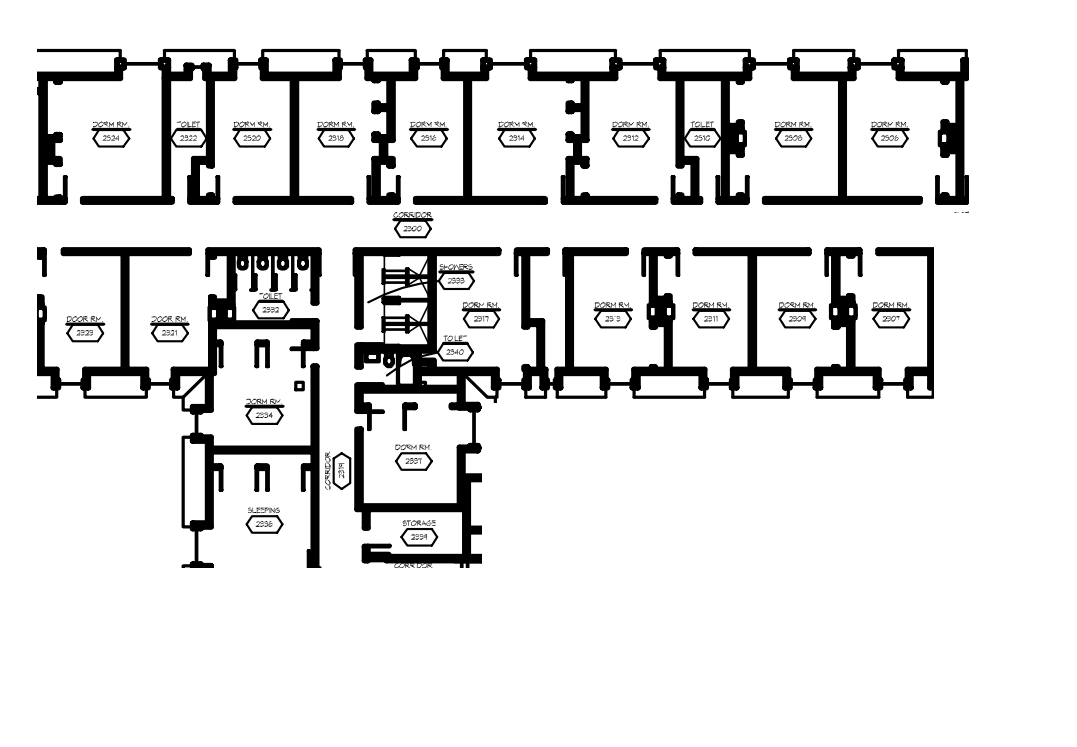 DORM RM.
2324
TOILET
2322
DORM RM.
2320
DORM RM.
2318
DORM RM.
2316
DORM RM.
2314
DORM RM.
2312
TOILET
2310
DORM RM.
2308
DORM RM.
2306
CORRIDOR
2300
DOOR RM.
2323
DOOR RM.
2321
TOILET
2332
SHOWERS
2333
DORM RM.
2317
TOILET
2340
DORM RM.
2313
DORM RM.
2311
DORM RM.
2309
DORM RM.
2307
DORM RM.
2334
CORRIDOR
2319
DORM RM.
2337
SLEEPING
2336
STORAGE
2339
CORRIDOR